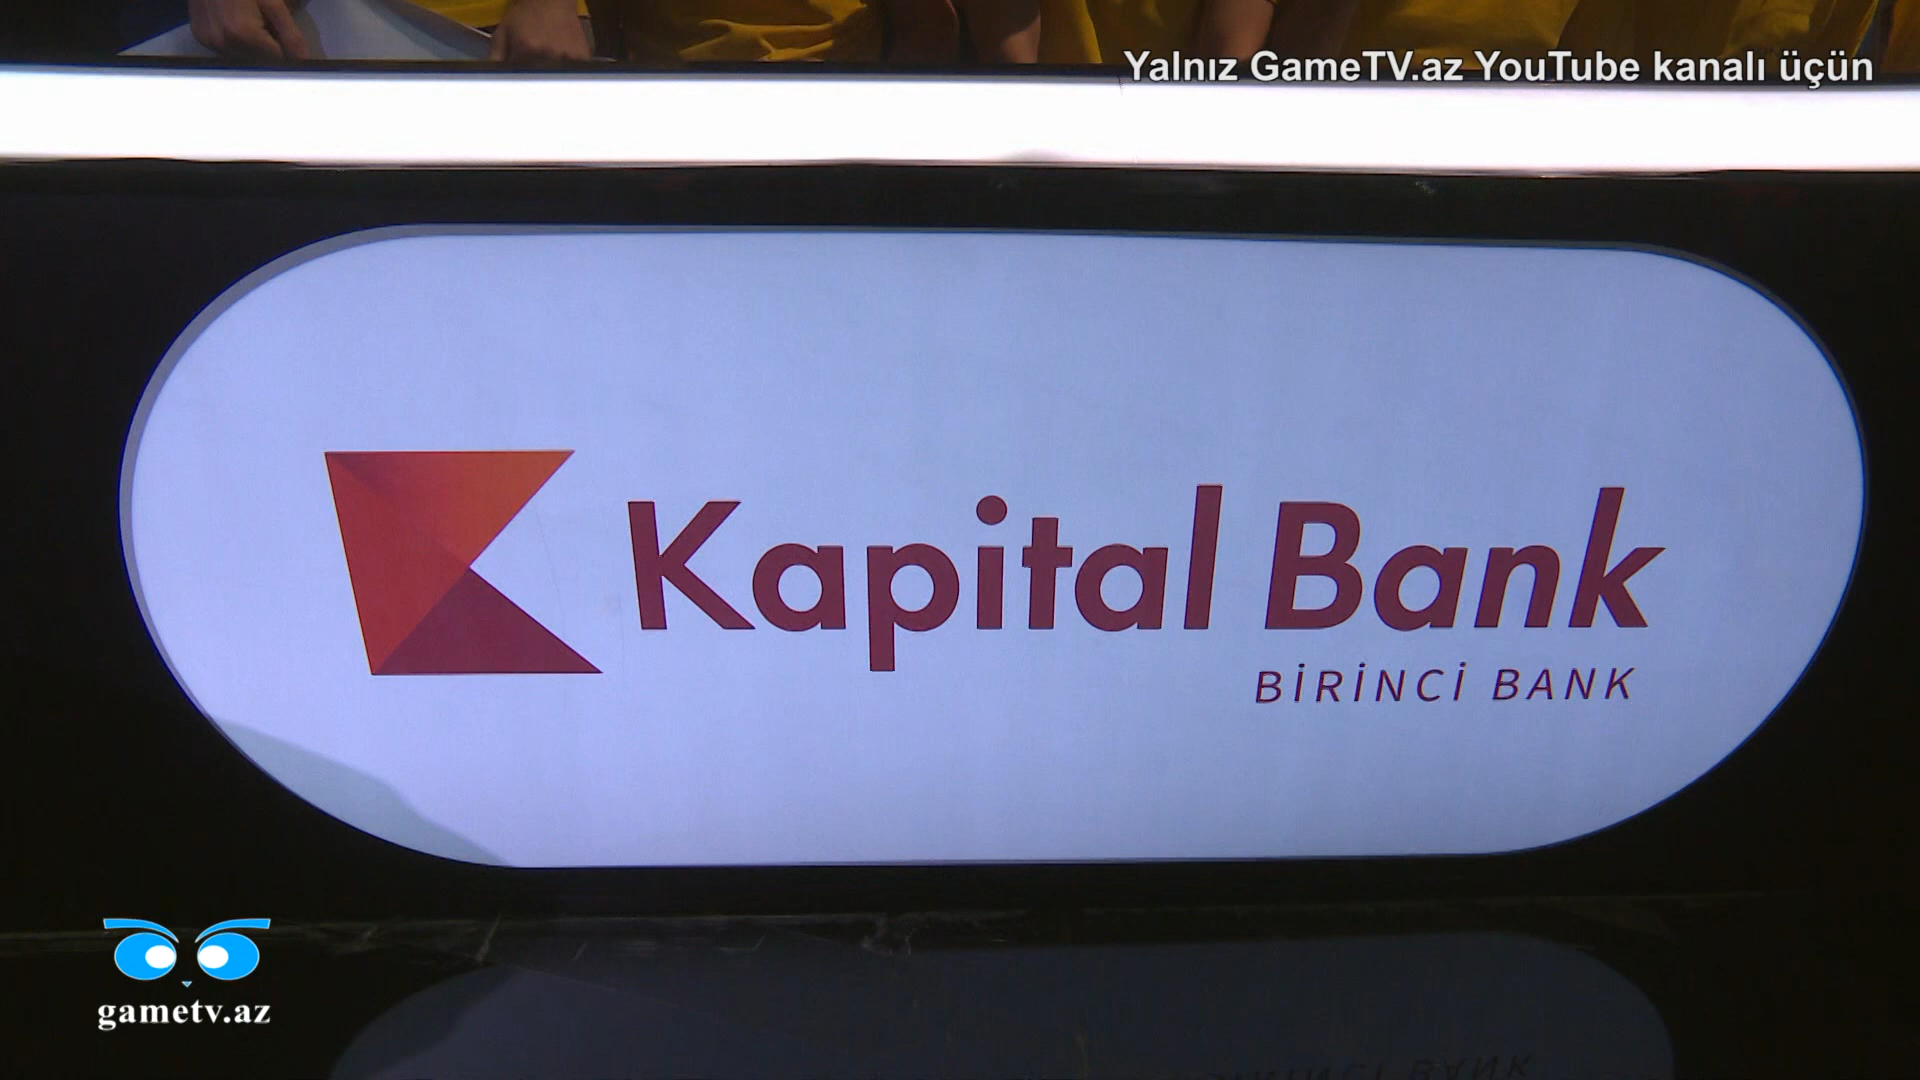 Yalnız GameTV.az YouTube kanalı üçün
Kapital Bank
BİRİNCİ BANK
gametv.az